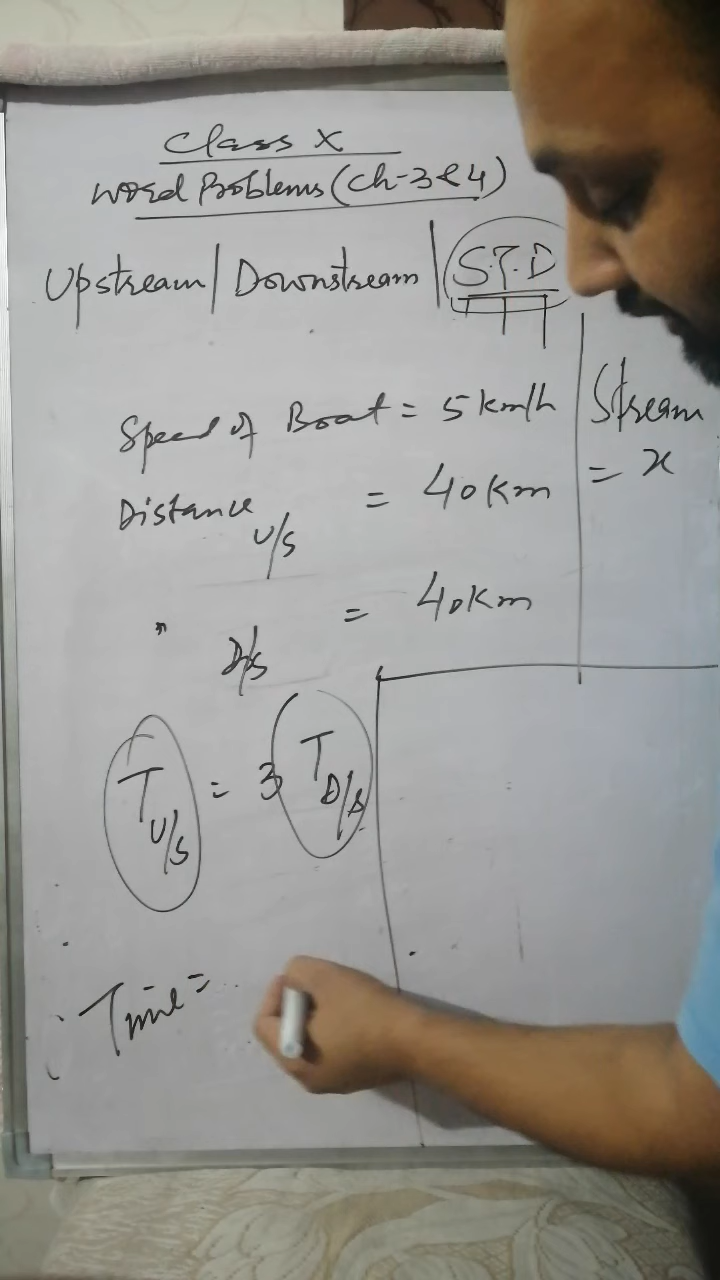 Class X
Word Problems (Ch-3 & 4)
Upstream | Downstream | S.T.D
Speed of Boat = 5 km/h
Stream
= x
Distance U/S = 40 Km
" D/S = 40 Km
T U/S = 3 T D/S
Time =